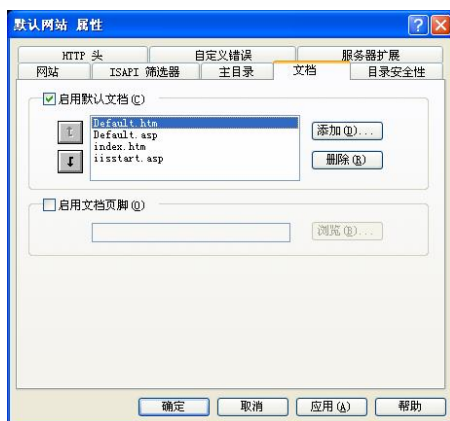 默认网站 属性
HTTP 头 自定义错误 服务器扩展
网站 ISAPI 筛选器 主目录 文档 目录安全性
启用默认文档(C)
Default.htm
Default.asp
index.htm
iisstart.asp
添加(D)...
删除(R)
启用文档页脚(O)
浏览(B)...
确定 取消 应用(A) 帮助